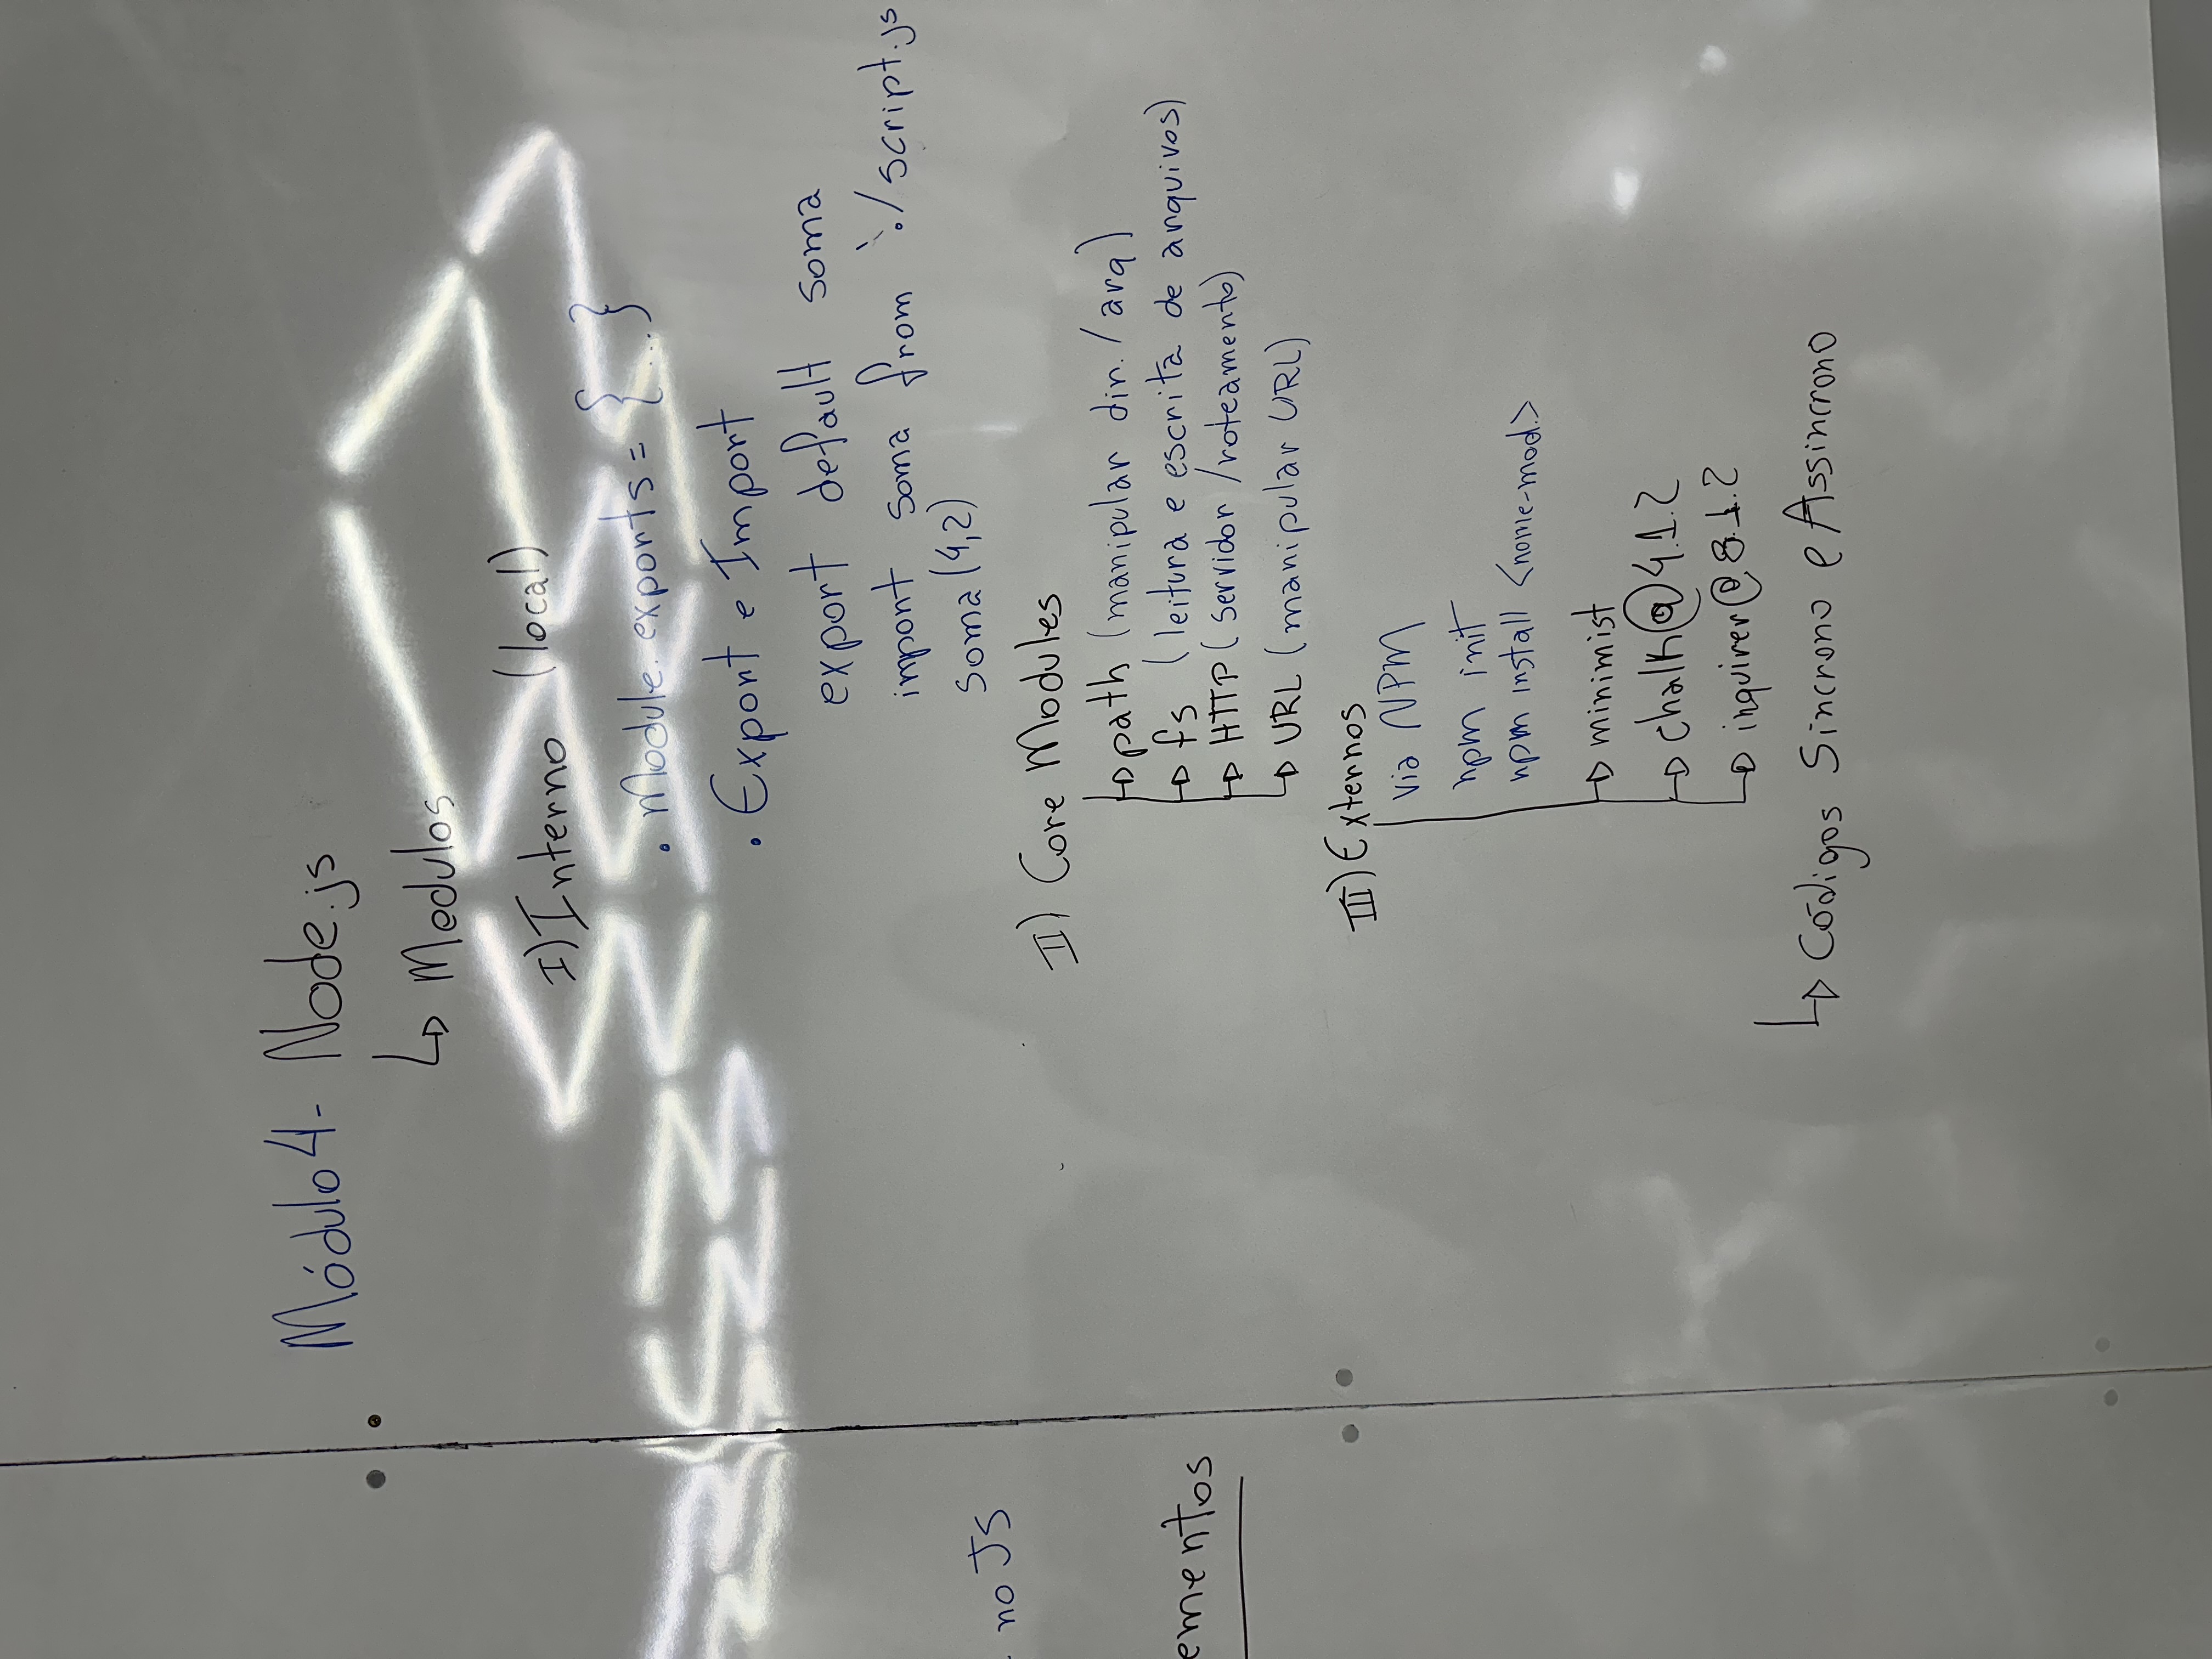 Módulo 4- Node.js
↳ Modulos
I) Interno (local)
. Module.exports = {...}
. Export e Import
export default soma
import soma from './script.js
soma(4,2)
no JS
II) Core Modules
path (manipular dir./arq)
ementos
fs (leitura e escrita de arquivos)
HTTP (servidor/roteamento)
URL (manipular URL)
III) Externos
via NPM
npm init
npm install <nome-mod.>
minimist
chalk@4.1.2
inquirer@8.1.2
↳ Códigos Síncrono e Assíncrono